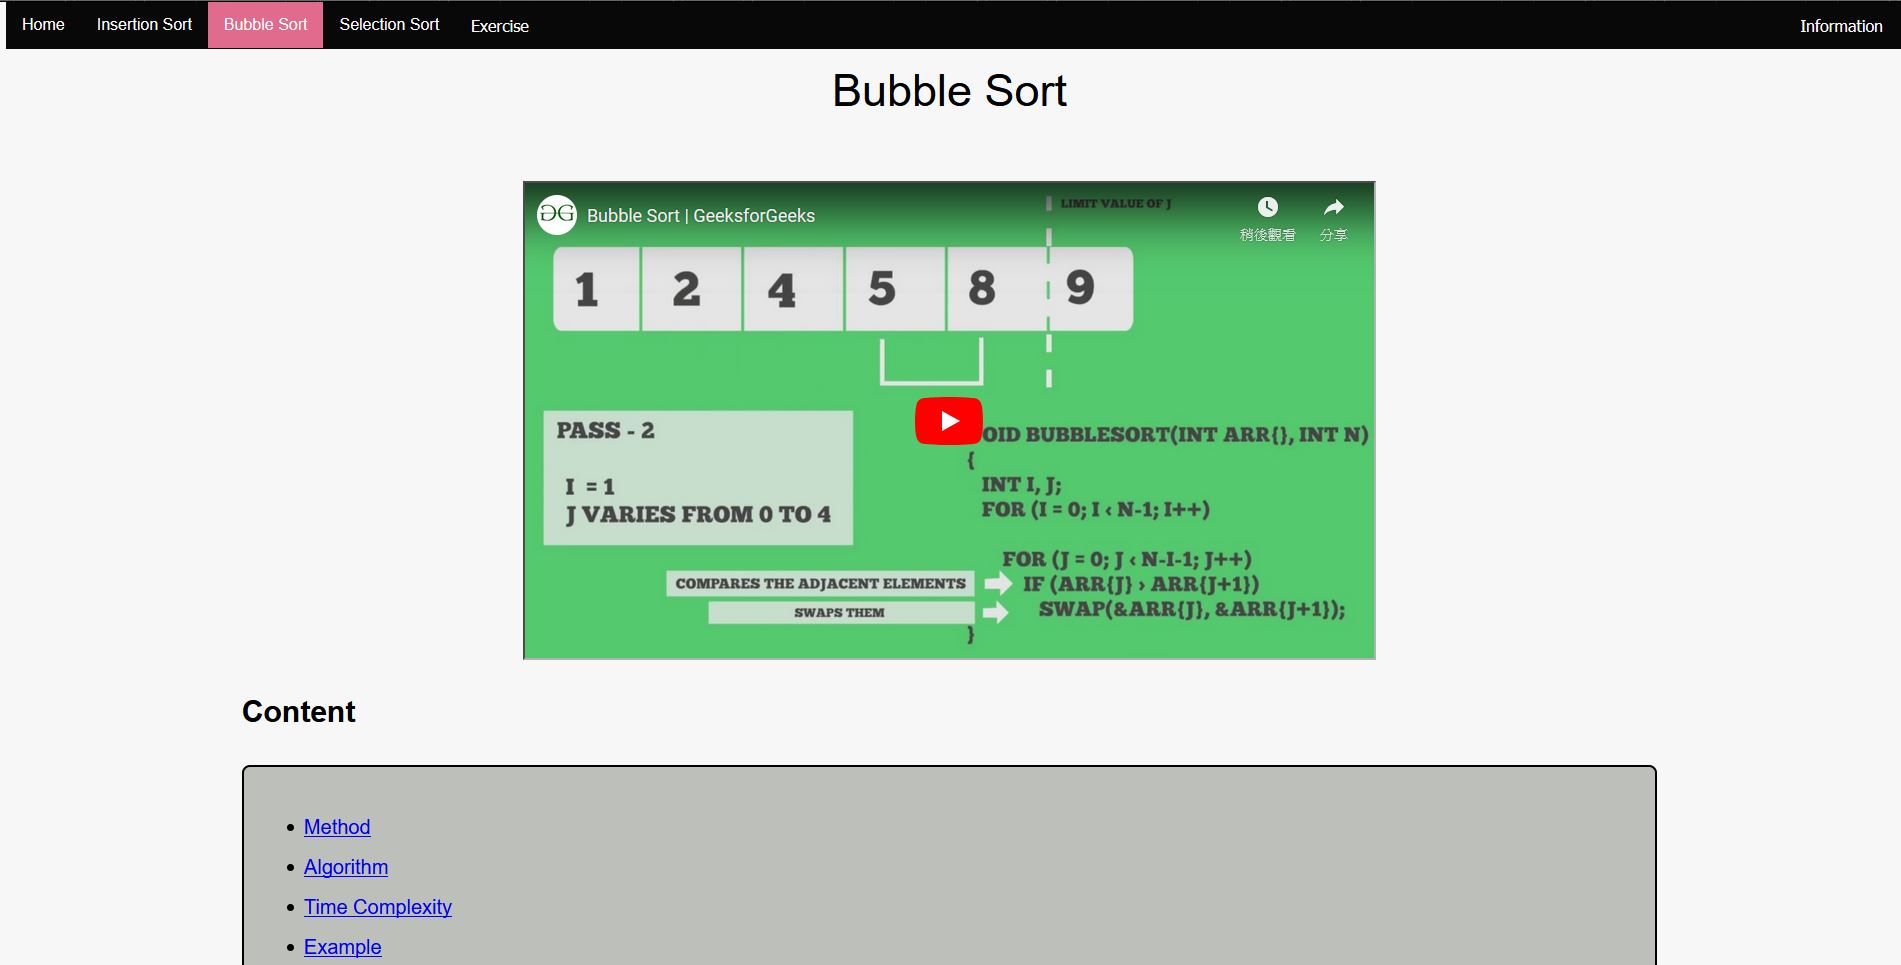 Home Insertion Sort Bubble Sort Selection Sort Exercise Information
Bubble Sort
GG Bubble Sort | GeeksforGeeks
LIMIT VALUE OF J
稍後觀看 分享
1 2 4 5 8 9
PASS - 2
I = 1
J VARIES FROM 0 TO 4
OID BUBBLESORT(INT ARR{}, INT N)
{
INT I, J;
FOR (I = 0; I < N-1; I++)
FOR (J = 0; J < N-I-1; J++)
COMPARES THE ADJACENT ELEMENTS IF (ARR{J} > ARR{J+1})
SWAPS THEM SWAP(&ARR{J}, &ARR{J+1});
}
Content
• Method
• Algorithm
• Time Complexity
• Example